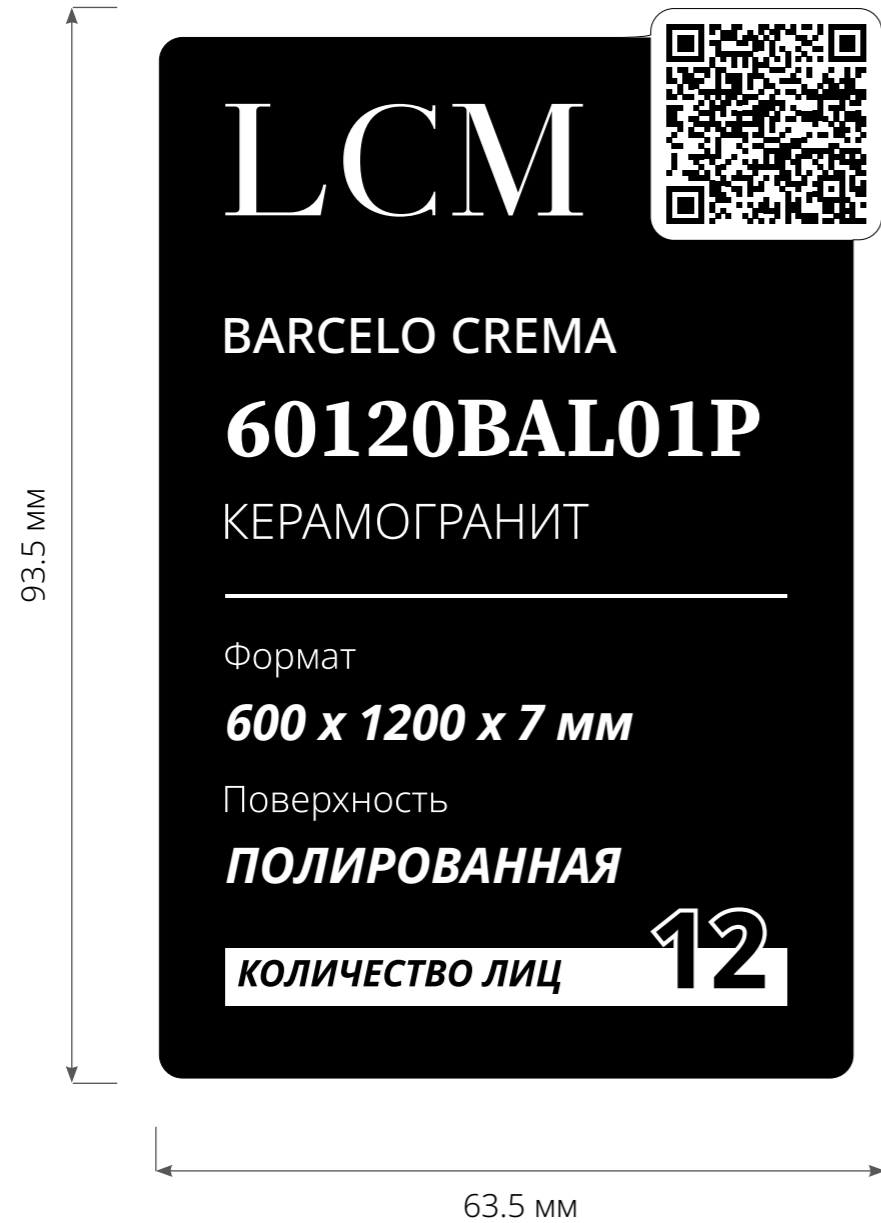 LCM
BARCELO CREMA
60120BAL01P
КЕРАМОГРАНИТ
Формат
600 x 1200 x 7 мм
Поверхность
ПОЛИРОВАННАЯ
КОЛИЧЕСТВО ЛИЦ 12
93.5 мм
63.5 мм